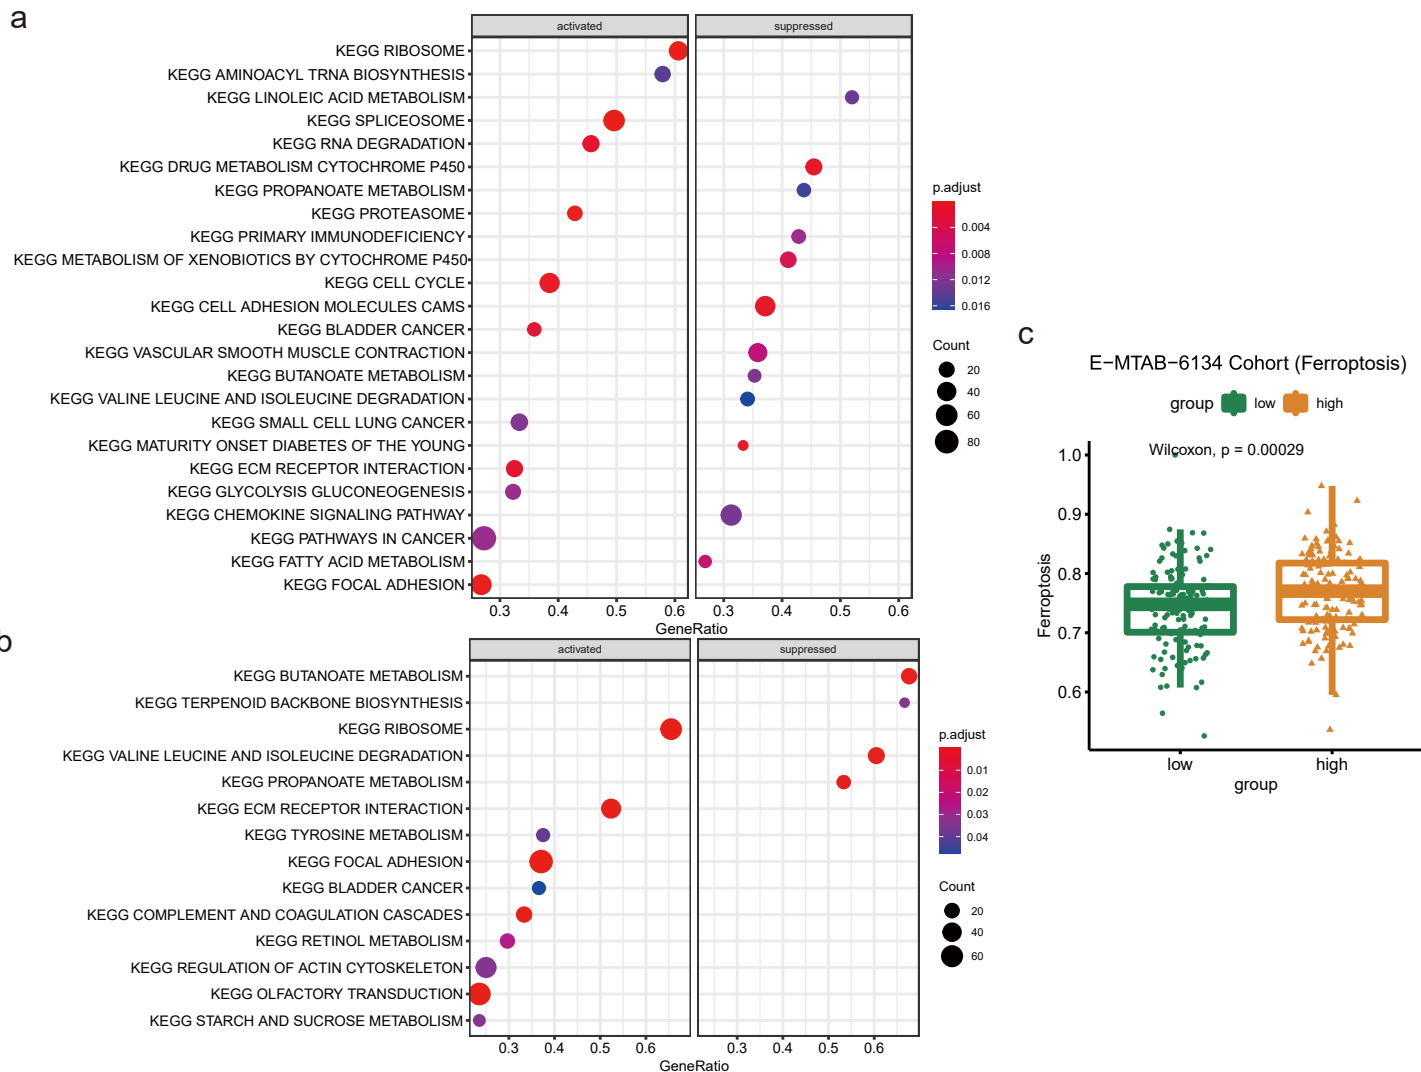 a
activated
suppressed
KEGG RIBOSOME
KEGG AMINOACYL TRNA BIOSYNTHESIS
KEGG LINOLEIC ACID METABOLISM
KEGG SPLICEOSOME
KEGG RNA DEGRADATION
KEGG DRUG METABOLISM CYTOCHROME P450
KEGG PROPANOATE METABOLISM
KEGG PROTEASOME
KEGG PRIMARY IMMUNODEFICIENCY
KEGG METABOLISM OF XENOBIOTICS BY CYTOCHROME P450
KEGG CELL CYCLE
KEGG CELL ADHESION MOLECULES CAMS
KEGG BLADDER CANCER
KEGG VASCULAR SMOOTH MUSCLE CONTRACTION
KEGG BUTANOATE METABOLISM
KEGG VALINE LEUCINE AND ISOLEUCINE DEGRADATION
KEGG SMALL CELL LUNG CANCER
KEGG MATURITY ONSET DIABETES OF THE YOUNG
KEGG ECM RECEPTOR INTERACTION
KEGG GLYCOLYSIS GLUCONEOGENESIS
KEGG CHEMOKINE SIGNALING PATHWAY
KEGG PATHWAYS IN CANCER
KEGG FATTY ACID METABOLISM
KEGG FOCAL ADHESION
0.3 0.4 0.5 0.6
0.3 0.4 0.5 0.6
GeneRatio
p.adjust
0.004
0.008
0.012
0.016
Count
20
40
60
80
b
activated
suppressed
KEGG BUTANOATE METABOLISM
KEGG TERPENOID BACKBONE BIOSYNTHESIS
KEGG RIBOSOME
KEGG VALINE LEUCINE AND ISOLEUCINE DEGRADATION
KEGG PROPANOATE METABOLISM
KEGG ECM RECEPTOR INTERACTION
KEGG TYROSINE METABOLISM
KEGG FOCAL ADHESION
KEGG BLADDER CANCER
KEGG COMPLEMENT AND COAGULATION CASCADES
KEGG RETINOL METABOLISM
KEGG REGULATION OF ACTIN CYTOSKELETON
KEGG OLFACTORY TRANSDUCTION
KEGG STARCH AND SUCROSE METABOLISM
0.3 0.4 0.5 0.6
0.3 0.4 0.5 0.6
GeneRatio
p.adjust
0.01
0.02
0.03
0.04
Count
20
40
60
c
E−MTAB−6134 Cohort (Ferroptosis)
group low high
Wilcoxon, p = 0.00029
1.0
0.9
0.8
0.7
0.6
Ferroptosis
low high
group